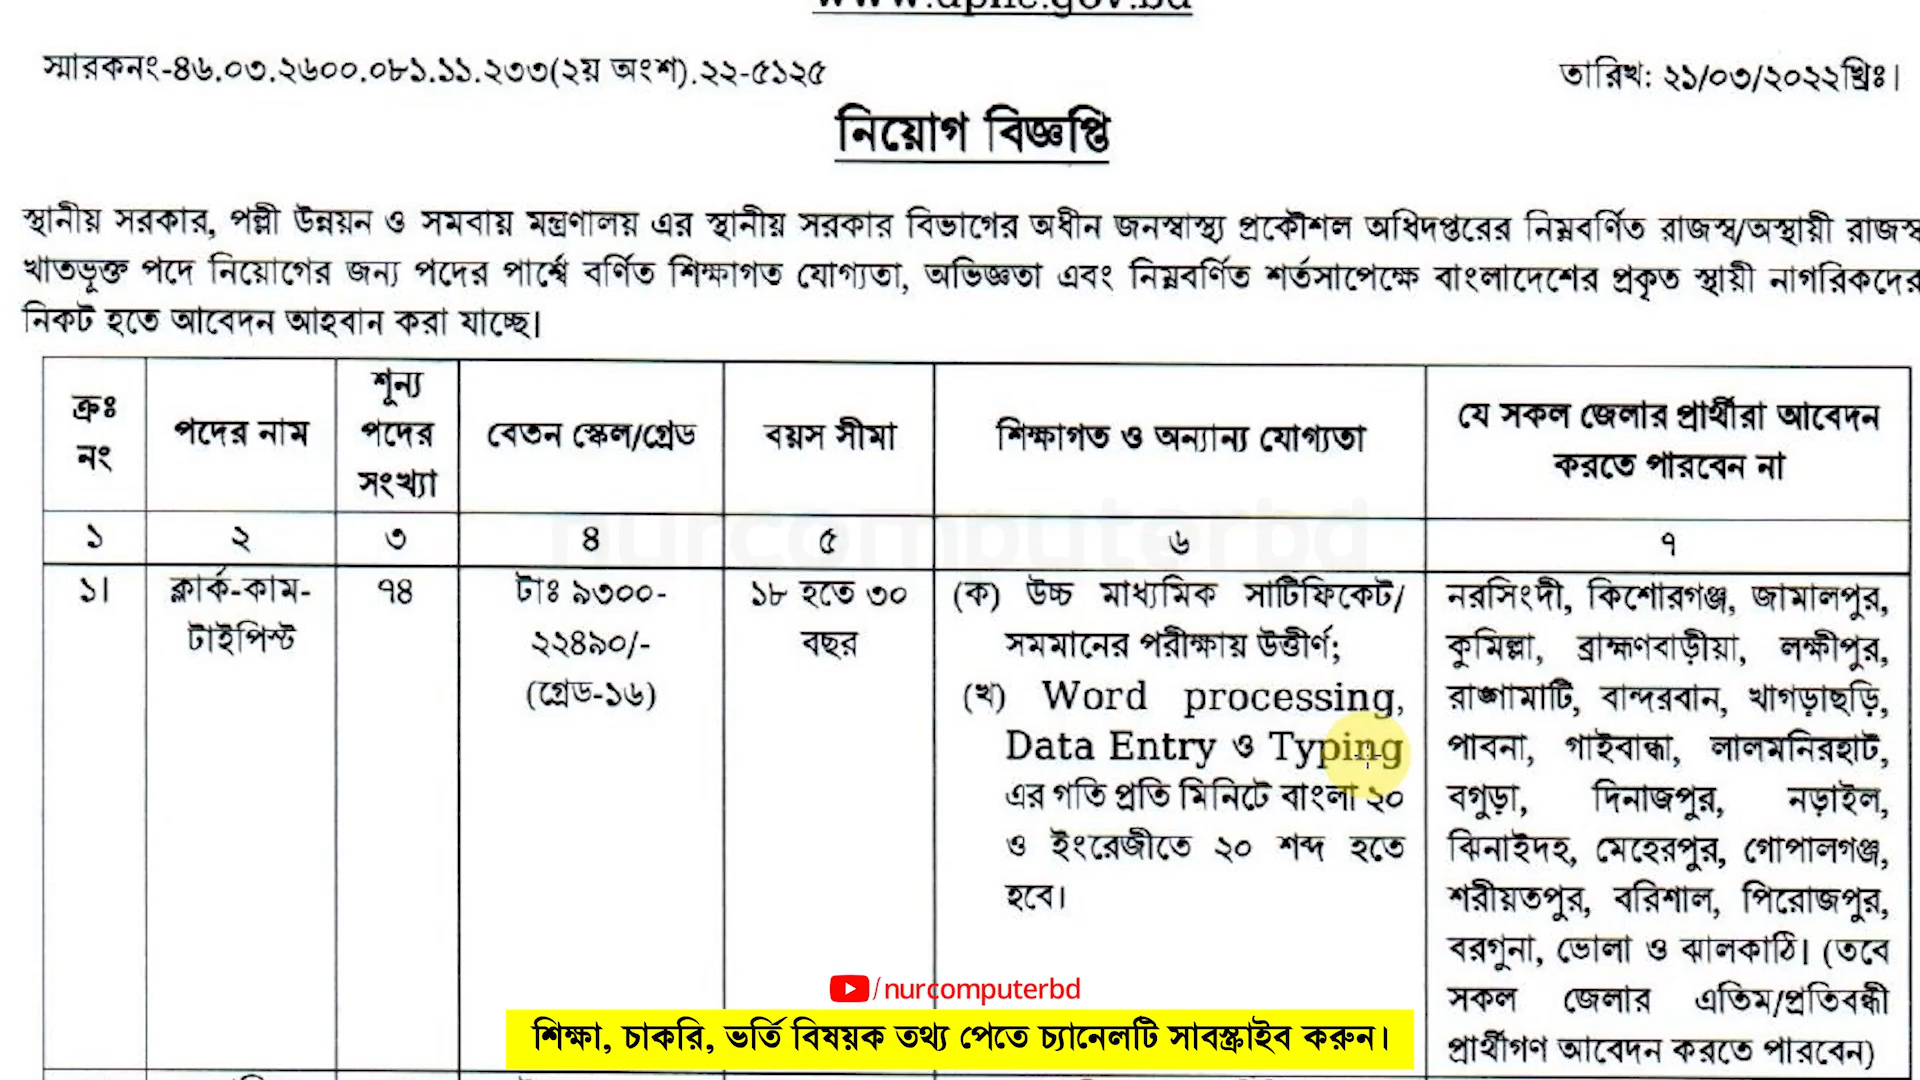 www.dphe.gov.bd
স্মারকনং-৪৬.০৩.২৬০০.০৮১.১১.২৩৩(২য় অংশ).২২-৫১২৫
তারিখ: ২১/০৩/২০২২খ্রিঃ।
নিয়োগ বিজ্ঞপ্তি
স্থানীয় সরকার, পল্লী উন্নয়ন ও সমবায় মন্ত্রণালয় এর স্থানীয় সরকার বিভাগের অধীন জনস্বাস্থ্য প্রকৌশল অধিদপ্তরের নিম্নবর্ণিত রাজস্ব/অস্থায়ী রাজস্ব
খাতভূক্ত পদে নিয়োগের জন্য পদের পার্শ্বে বর্ণিত শিক্ষাগত যোগ্যতা, অভিজ্ঞতা এবং নিম্নবর্ণিত শর্তসাপেক্ষে বাংলাদেশের প্রকৃত স্থায়ী নাগরিকদের
নিকট হতে আবেদন আহবান করা যাচ্ছে।
ক্রঃ
নং
পদের নাম
শূন্য
পদের
সংখ্যা
বেতন স্কেল/গ্রেড
বয়স সীমা
শিক্ষাগত ও অন্যান্য যোগ্যতা
যে সকল জেলার প্রার্থীরা আবেদন
করতে পারবেন না
১
২
৩
৪
৫
৬
৭
nurcomputerbd
১।
ক্লার্ক-কাম-
টাইপিস্ট
৭৪
টাঃ ৯৩০০-
২২৪৯০/-
(গ্রেড-১৬)
১৮ হতে ৩০
বছর
(ক) উচ্চ মাধ্যমিক সার্টিফিকেট/
সমমানের পরীক্ষায় উত্তীর্ণ;
(খ) Word processing,
Data Entry ও Typing
এর গতি প্রতি মিনিটে বাংলা ২০
ও ইংরেজীতে ২০ শব্দ হতে
হবে।
নরসিংদী, কিশোরগঞ্জ, জামালপুর,
কুমিল্লা, ব্রাহ্মণবাড়ীয়া, লক্ষীপুর,
রাঙ্গামাটি, বান্দরবান, খাগড়াছড়ি,
পাবনা, গাইবান্ধা, লালমনিরহাট,
বগুড়া, দিনাজপুর, নড়াইল,
ঝিনাইদহ, মেহেরপুর, গোপালগঞ্জ,
শরীয়তপুর, বরিশাল, পিরোজপুর,
বরগুনা, ভোলা ও ঝালকাঠি। (তবে
সকল জেলার এতিম/প্রতিবন্ধী
প্রার্থীগণ আবেদন করতে পারবেন)
/nurcomputerbd
শিক্ষা, চাকরি, ভর্তি বিষয়ক তথ্য পেতে চ্যানেলটি সাবস্ক্রাইব করুন।